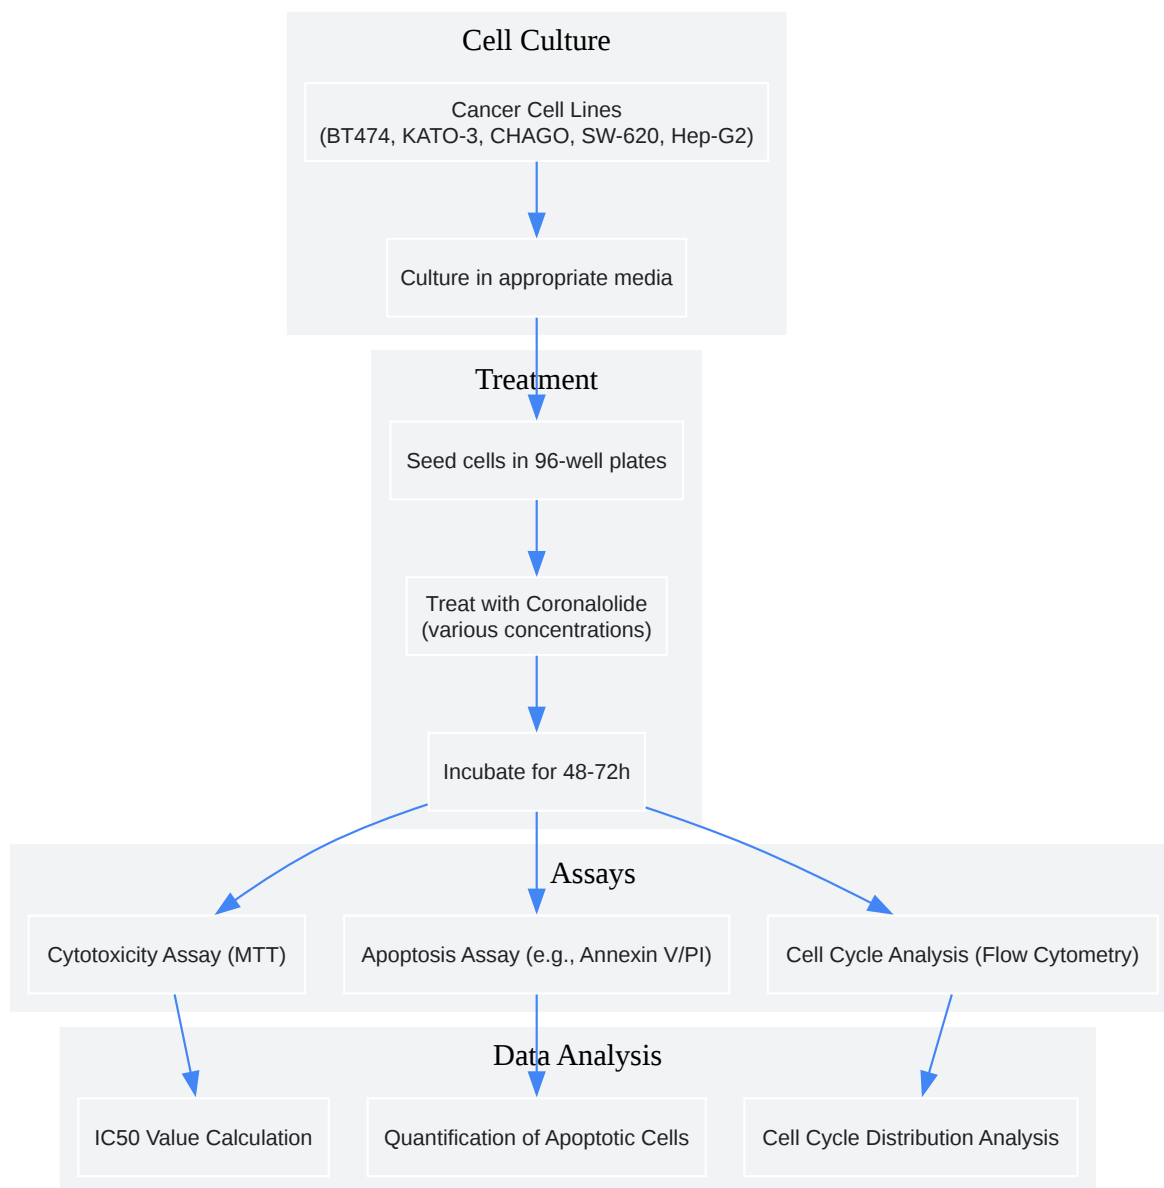 Cell Culture
Cancer Cell Lines
(BT474, KATO-3, CHAGO, SW-620, Hep-G2)
Culture in appropriate media
Treatment
Seed cells in 96-well plates
Treat with Coronalolide
(various concentrations)
Incubate for 48-72h
Assays
Cytotoxicity Assay (MTT)
Apoptosis Assay (e.g., Annexin V/PI)
Cell Cycle Analysis (Flow Cytometry)
Data Analysis
IC50 Value Calculation
Quantification of Apoptotic Cells
Cell Cycle Distribution Analysis